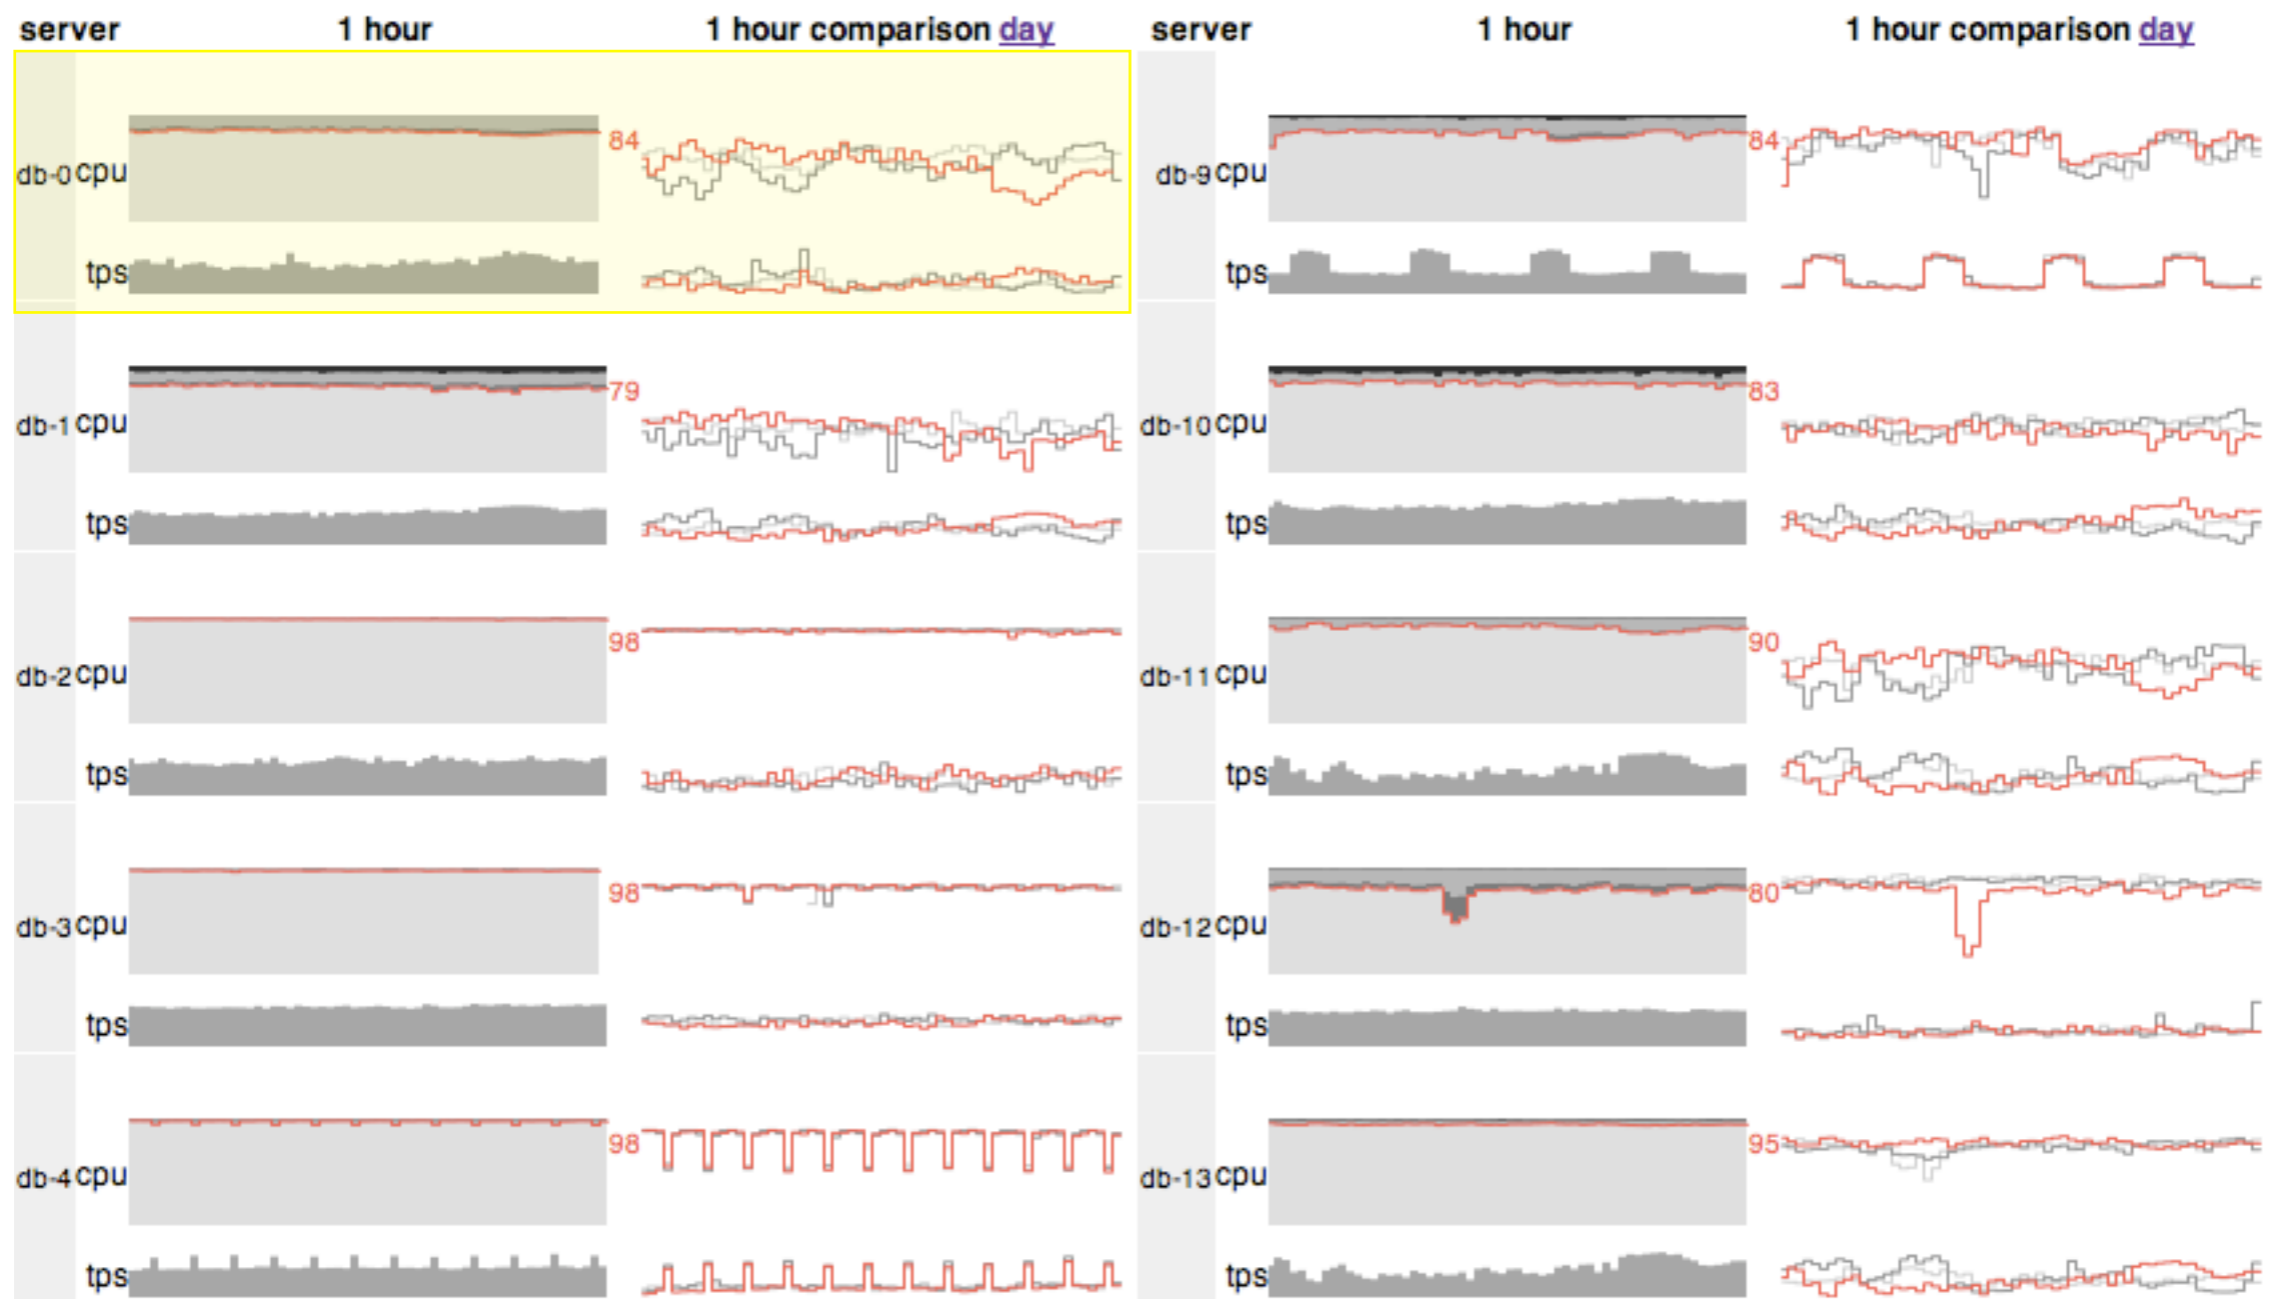 server 1 hour 1 hour comparison day server 1 hour 1 hour comparison day
db-0 cpu 84 db-9 cpu 84
tps tps
db-1 cpu 79 db-10 cpu 83
tps tps
db-2 cpu 98 db-11 cpu 90
tps tps
db-3 cpu 98 db-12 cpu 80
tps tps
db-4 cpu 98 db-13 cpu 95
tps tps